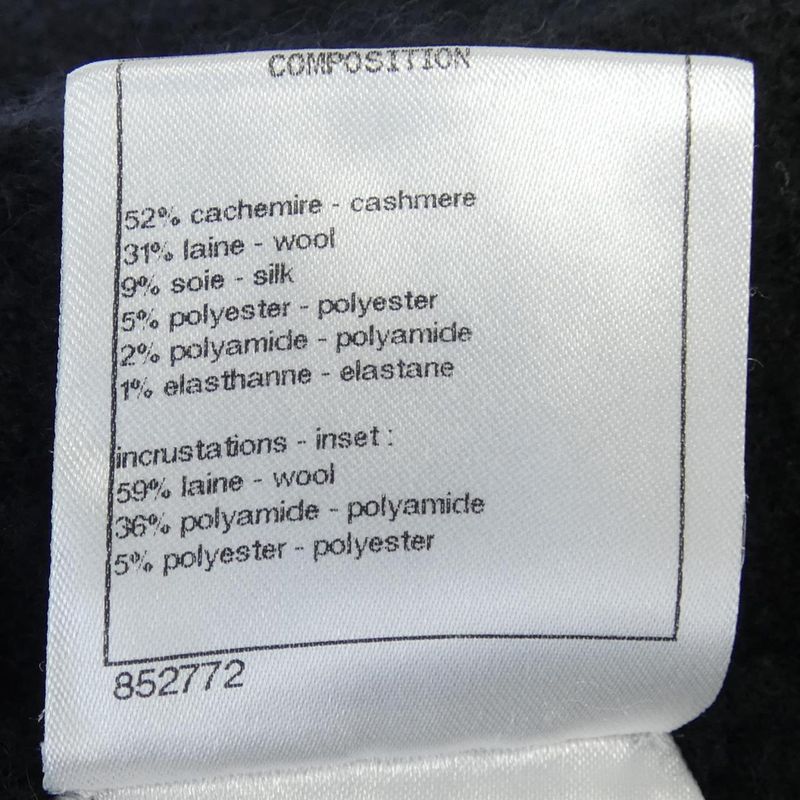 COMPOSITION
52% cachemire - cashmere
31% laine - wool
9% soie - silk
5% polyester - polyester
2% polyamide - polyamide
1% elasthanne - elastane
incrustations - inset :
59% laine - wool
36% polyamide - polyamide
5% polyester - polyester
852772